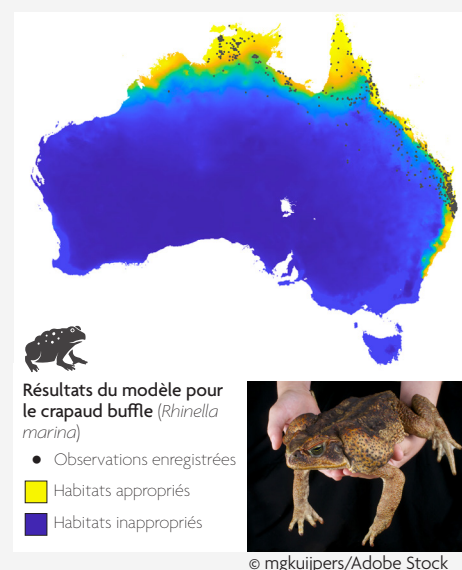 Résultats du modèle pour
le crapaud buffle (Rhinella
marina)
Observations enregistrées
Habitats appropriés
Habitats inappropriés
© mgkuijpers/Adobe Stock